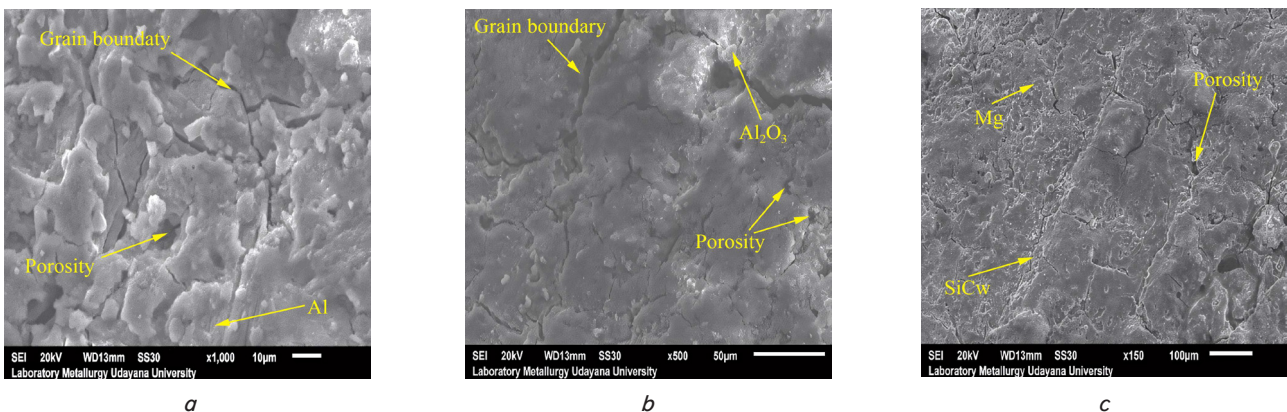 Grain boundaty
Porosity
Al
SEI 20kV WD13mm SS30 x1,000 10µm
Laboratory Metallurgy Udayana University
a
Grain boundary
Al₂O₃
Porosity
SEI 20kV WD13mm SS30 x500 50µm
Laboratory Metallurgy Udayana University
b
Porosity
Mg
SiCw
SEI 20kV WD13mm SS30 x150 100µm
Laboratory Metallurgy Udayana University
c